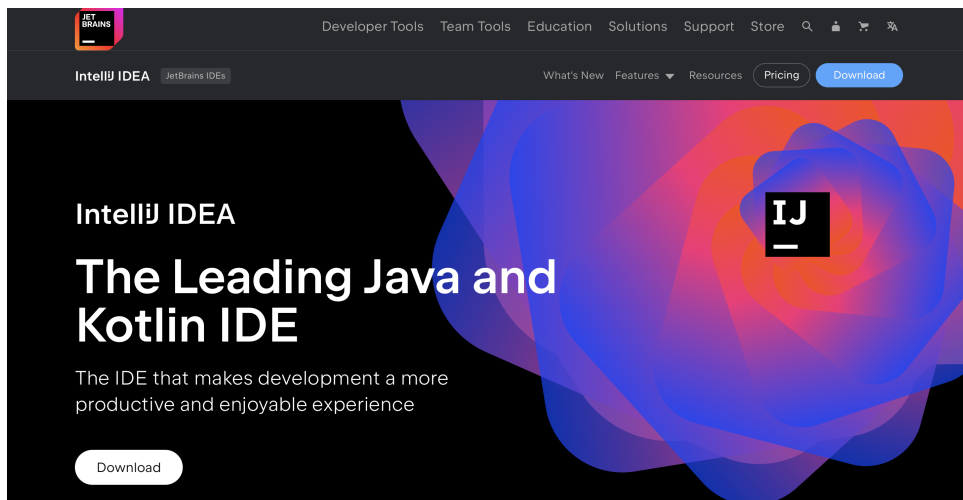 JET
BRAINS
Developer Tools Team Tools Education Solutions Support Store
IntelliJ IDEA JetBrains IDEs
What's New Features Resources Pricing Download
IntelliJ IDEA
The Leading Java and
Kotlin IDE
The IDE that makes development a more
productive and enjoyable experience
Download
IJ